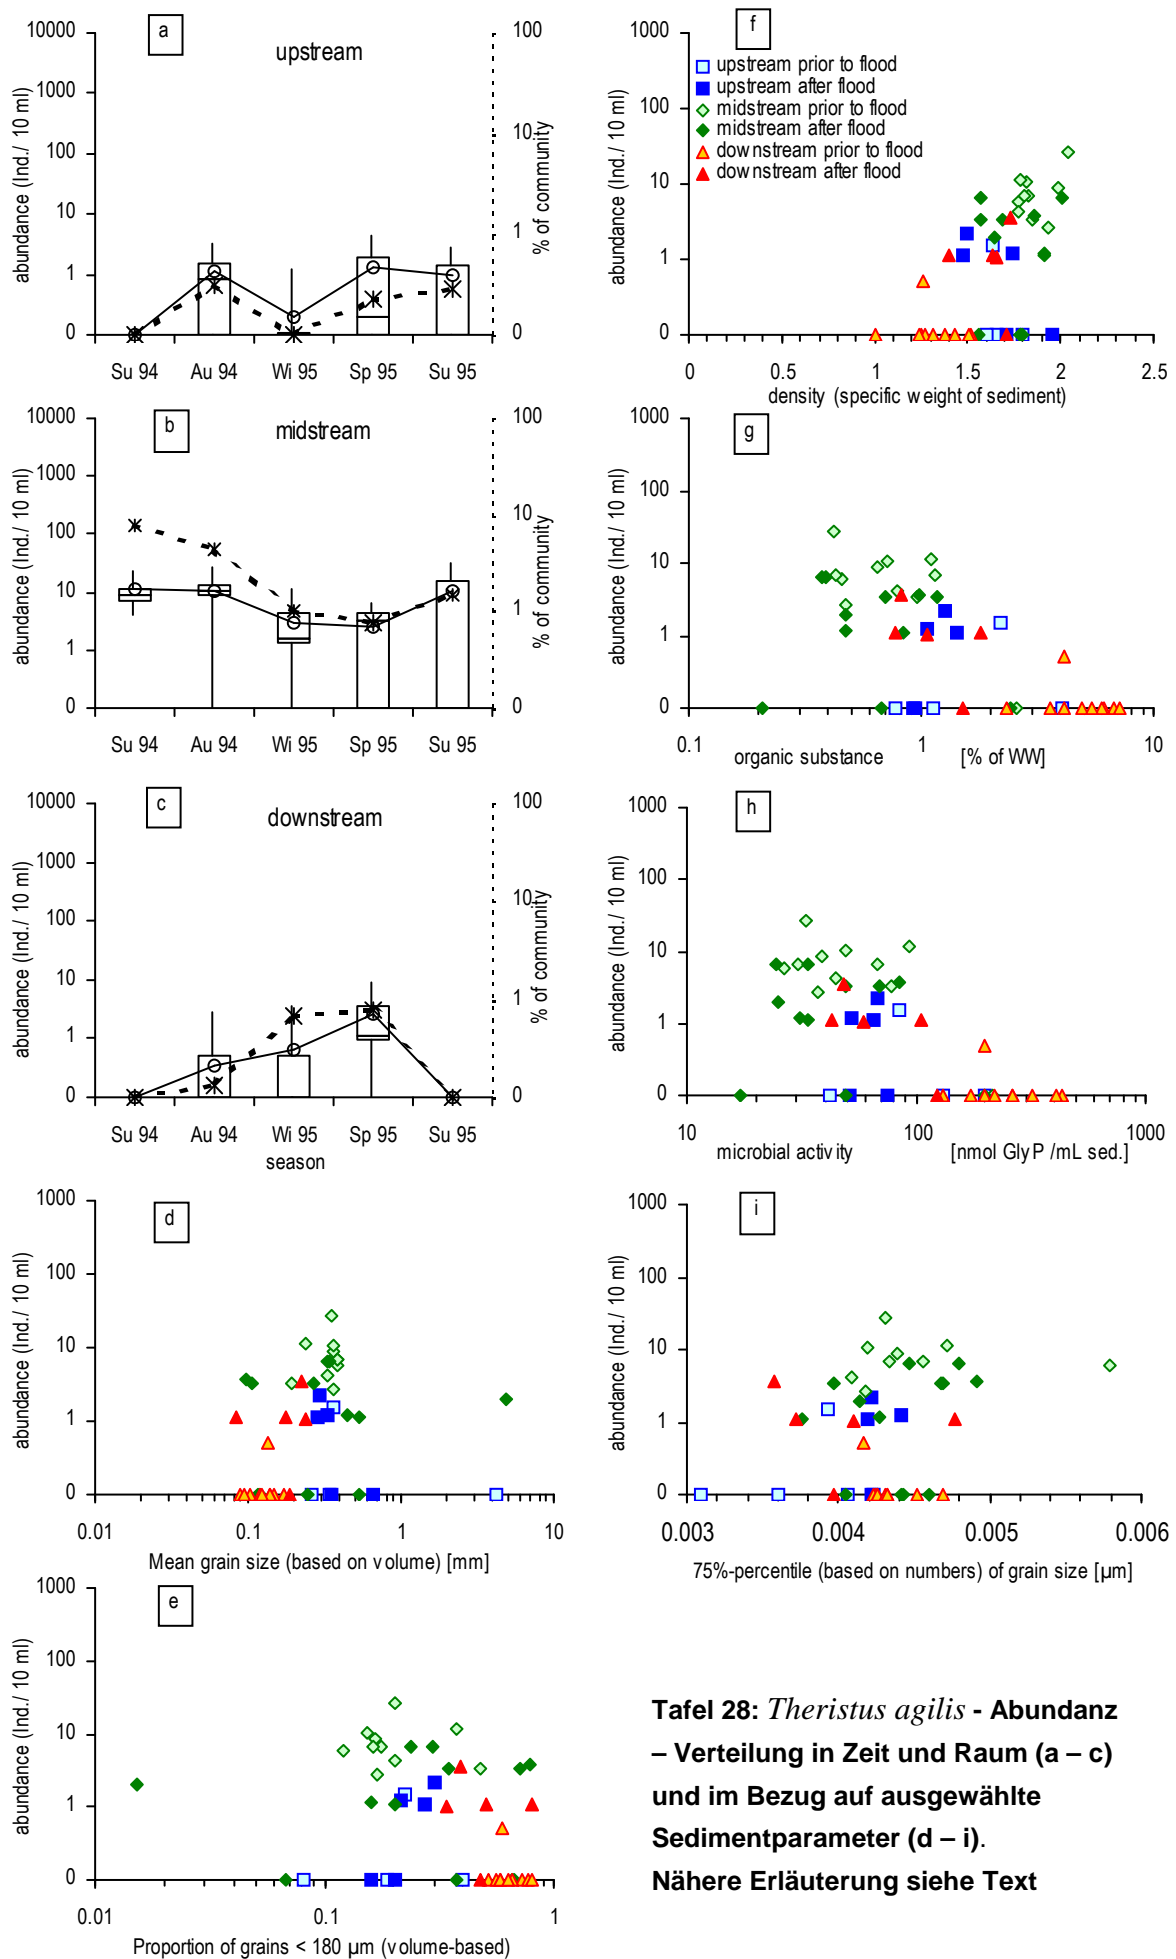 a
upstream
abundance (Ind./ 10 ml)
10000
1000
100
10
1
0
100
10
1
0
% of community
Su 94 Au 94 Wi 95 Sp 95 Su 95
b
midstream
abundance (Ind./ 10 ml)
10000
1000
100
10
1
0
100
10
1
0
% of community
Su 94 Au 94 Wi 95 Sp 95 Su 95
c
downstream
abundance (Ind./ 10 ml)
10000
1000
100
10
1
0
100
10
1
0
% of community
Su 94 Au 94 Wi 95 Sp 95 Su 95
season
d
abundance (Ind./ 10 ml)
1000
100
10
1
0
0.01 0.1 1 10
Mean grain size (based on volume) [mm]
e
abundance (Ind./ 10 ml)
1000
100
10
1
0
0.01 0.1 1
Proportion of grains < 180 µm (volume-based)
f
upstream prior to flood
upstream after flood
midstream prior to flood
midstream after flood
downstream prior to flood
downstream after flood
abundance (Ind./ 10 ml)
1000
100
10
1
0
0 0.5 1 1.5 2 2.5
density (specific weight of sediment)
g
abundance (Ind./ 10 ml)
1000
100
10
1
0
0.1 1 10
organic substance [% of WW]
h
abundance (Ind./ 10 ml)
1000
100
10
1
0
10 100 1000
microbial activity [nmol GlyP /mL sed.]
i
abundance (Ind./ 10 ml)
1000
100
10
1
0
0.003 0.004 0.005 0.006
75%-percentile (based on numbers) of grain size [µm]
Tafel 28: Theristus agilis - Abundanz
– Verteilung in Zeit und Raum (a – c)
und im Bezug auf ausgewählte
Sedimentparameter (d – i).
Nähere Erläuterung siehe Text